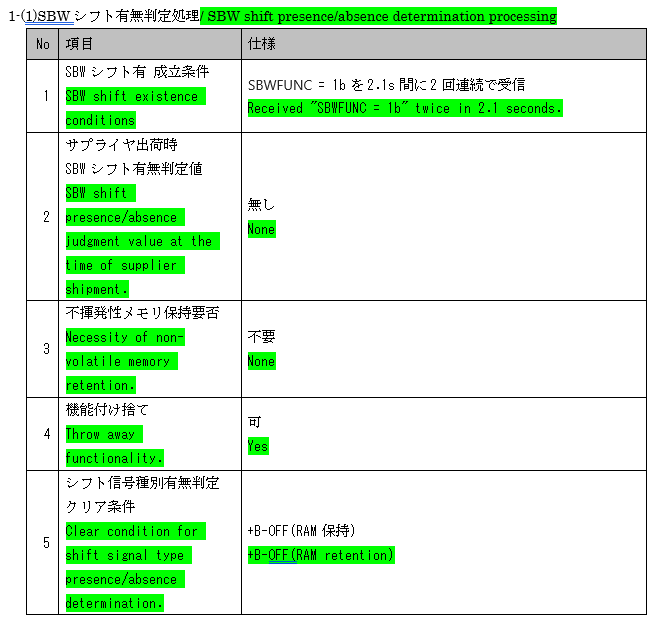 1-(1)SBW シフト有無判定処理/ SBW shift presence/absence determination processing
No 項目 仕様
1
SBW シフト有 成立条件
SBW shift existence
conditions
SBWFUNC = 1b を2.1s 間に2 回連続で受信
Received "SBWFUNC = 1b" twice in 2.1 seconds.
2
サプライヤ出荷時
SBW シフト有無判定値
SBW shift
presence/absence
judgment value at the
time of supplier
shipment.
無し
None
3
不揮発性メモリ保持要否
Necessity of non-
volatile memory
retention.
不要
None
4
機能付け捨て
Throw away
functionality.
可
Yes
5
シフト信号種別有無判定
クリア条件
Clear condition for
shift signal type
presence/absence
determination.
+B-OFF(RAM 保持)
+B-OFF(RAM retention)